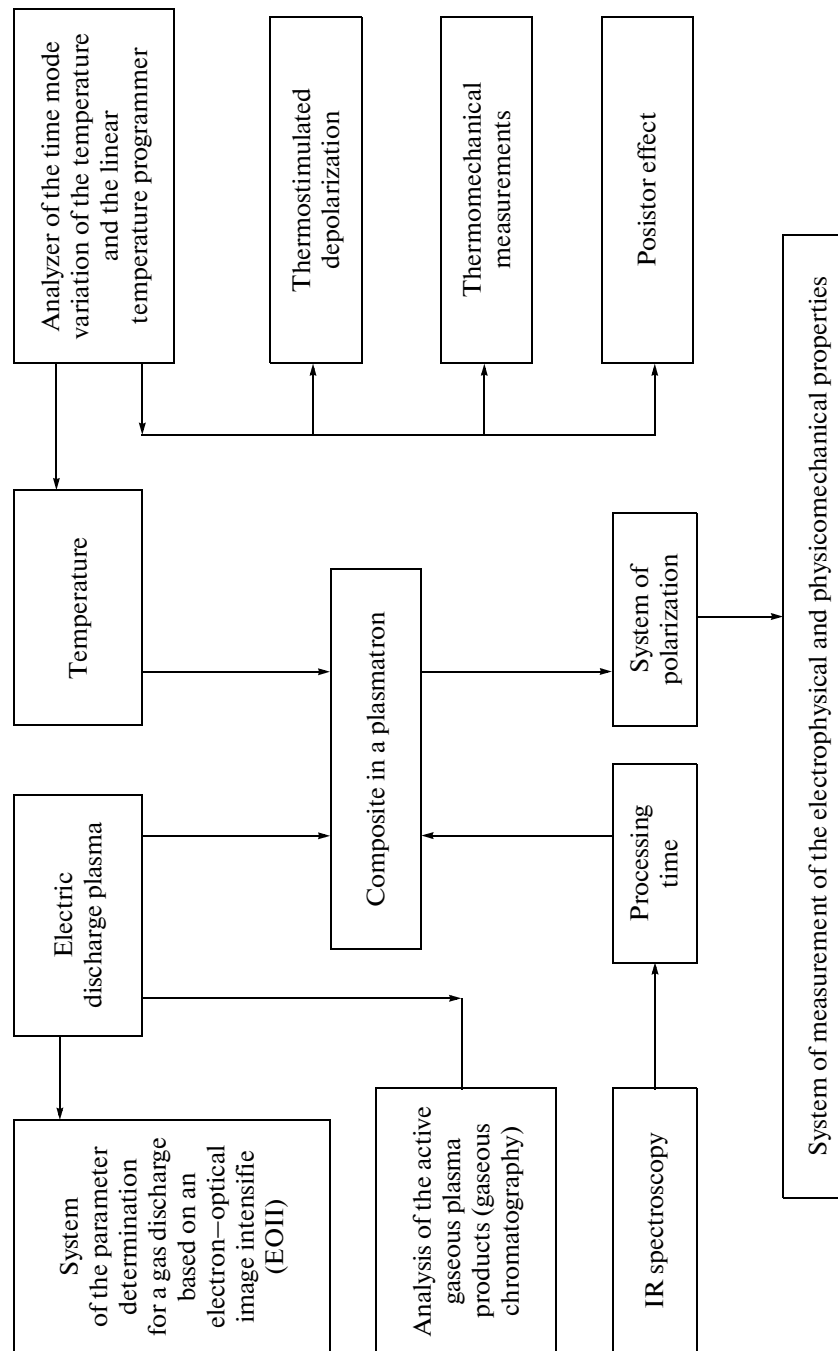 System
of the parameter
determination
for a gas discharge
based on an
electron–optical
image intensifie
(EOII)
Electric
discharge plasma
Temperature
Analyzer of the time mode
variation of the temperature
and the linear
temperature programmer
Analysis of the active
gaseous plasma
products (gaseous
chromatography)
Composite in a plasmatron
Thermostimulated
depolarization
Thermomechanical
measurements
IR spectroscopy
Processing
time
System of
polarization
Posistor effect
System of measurement of the electrophysical and physicomechanical properties